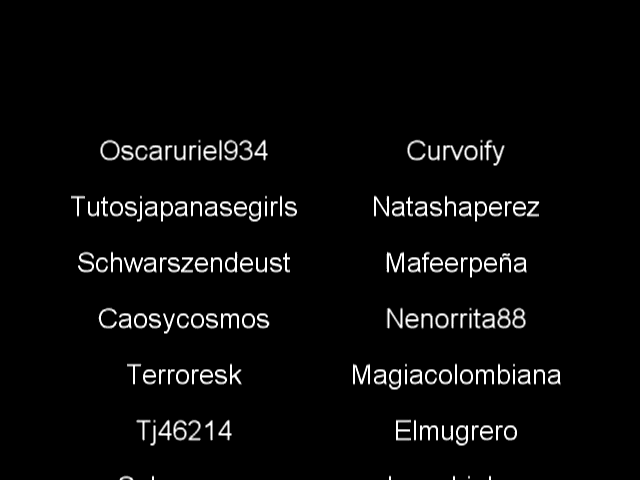 Oscaruriel934 Curvoify
Tutosjapanasegirls Natashaperez
Schwarszendeust Mafeerpeña
Caosycosmos Nenorrita88
Terroresk Magiacolombiana
Tj46214 Elmugrero